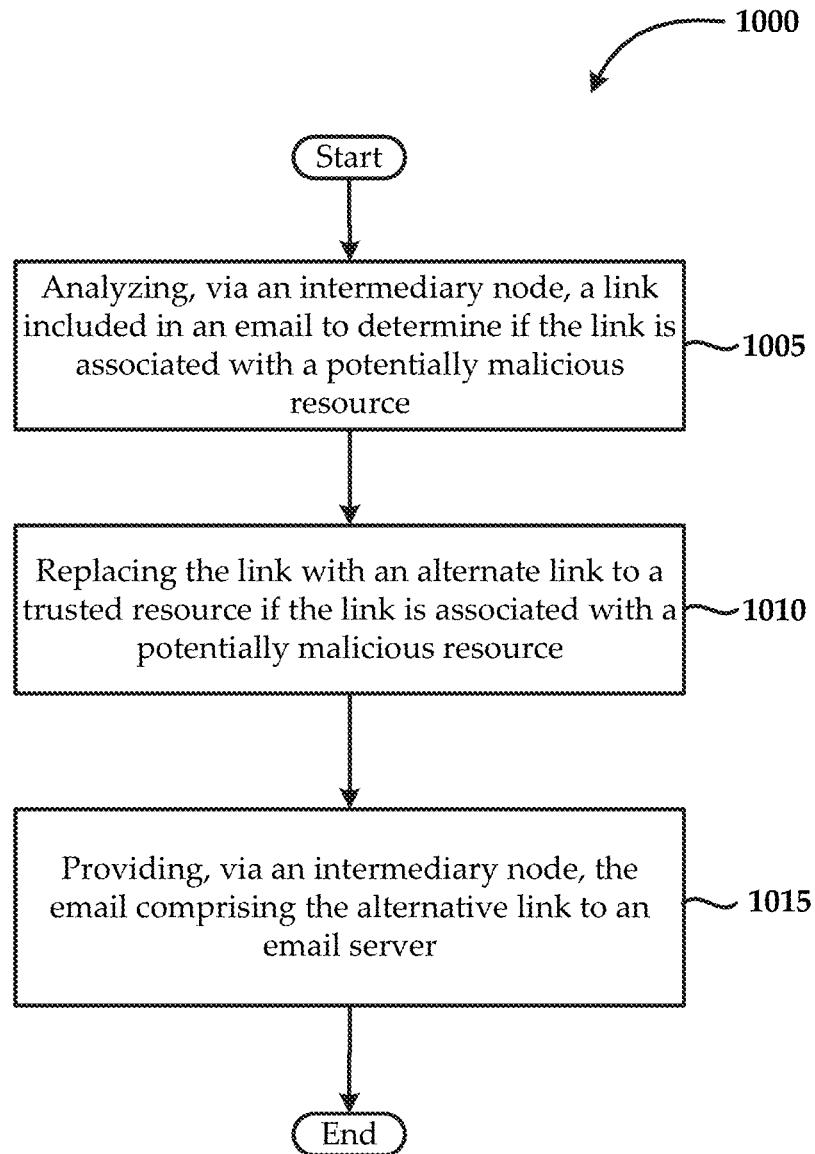 1000
Start
Analyzing, via an intermediary node, a link
included in an email to determine if the link is
associated with a potentially malicious
resource
1005
Replacing the link with an alternate link to a
trusted resource if the link is associated with a
potentially malicious resource
1010
Providing, via an intermediary node, the
email comprising the alternative link to an
email server
1015
End